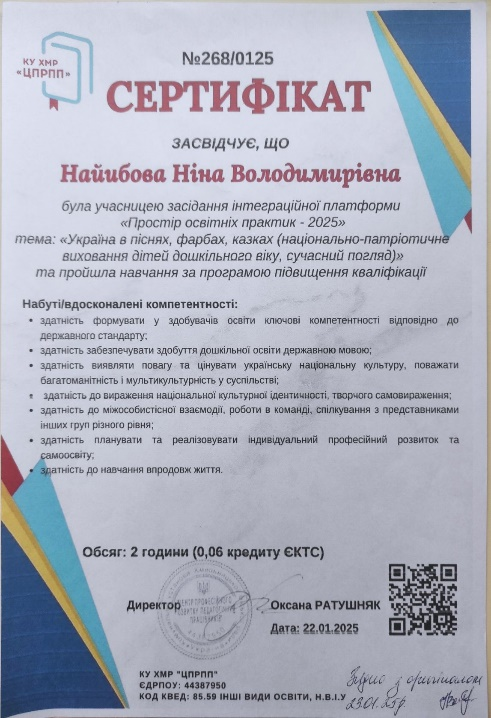 КУ ХМР
«ЦПРПП»
№268/0125
СЕРТИФІКАТ
ЗАСВІДЧУЄ, ЩО
Найибова Ніна Володимирівна
була учасницею засідання інтеграційної платформи
«Простір освітніх практик - 2025»
тема: «Україна в піснях, фарбах, казках (національно-патріотичне
виховання дітей дошкільного віку, сучасний погляд)»
та пройшла навчання за програмою підвищення кваліфікації
Набуті/вдосконалені компетентності:
• здатність формувати у здобувачів освіти ключові компетентності відповідно до
державного стандарту;
• здатність забезпечувати здобуття дошкільної освіти державною мовою;
• здатність виявляти повагу та цінувати українську національну культуру, поважати
багатоманітність і мультикультурність у суспільстві;
• здатність до вираження національної культурної ідентичності, творчого самовираження;
• здатність до міжособистісної взаємодії, роботи в команді, спілкування з представниками
інших груп різного рівня;
• здатність планувати та реалізовувати індивідуальний професійний розвиток та
самоосвіту;
• здатність до навчання впродовж життя.
Обсяг: 2 години (0,06 кредиту ЄКТС)
ЦЕНТР ПРОФЕСІЙНОГО
РОЗВИТКУ ПЕДАГОГІЧНИХ
ПРАЦІВНИКІВ
Директор
Оксана РАТУШНЯК
Дата: 22.01.2025
КУ ХМР "ЦПРПП"
ЄДРПОУ: 44387950
КОД КВЕД: 85.59 ІНШІ ВИДИ ОСВІТИ, Н.В.І.У
Згідно з оригіналом
23.01.25р.